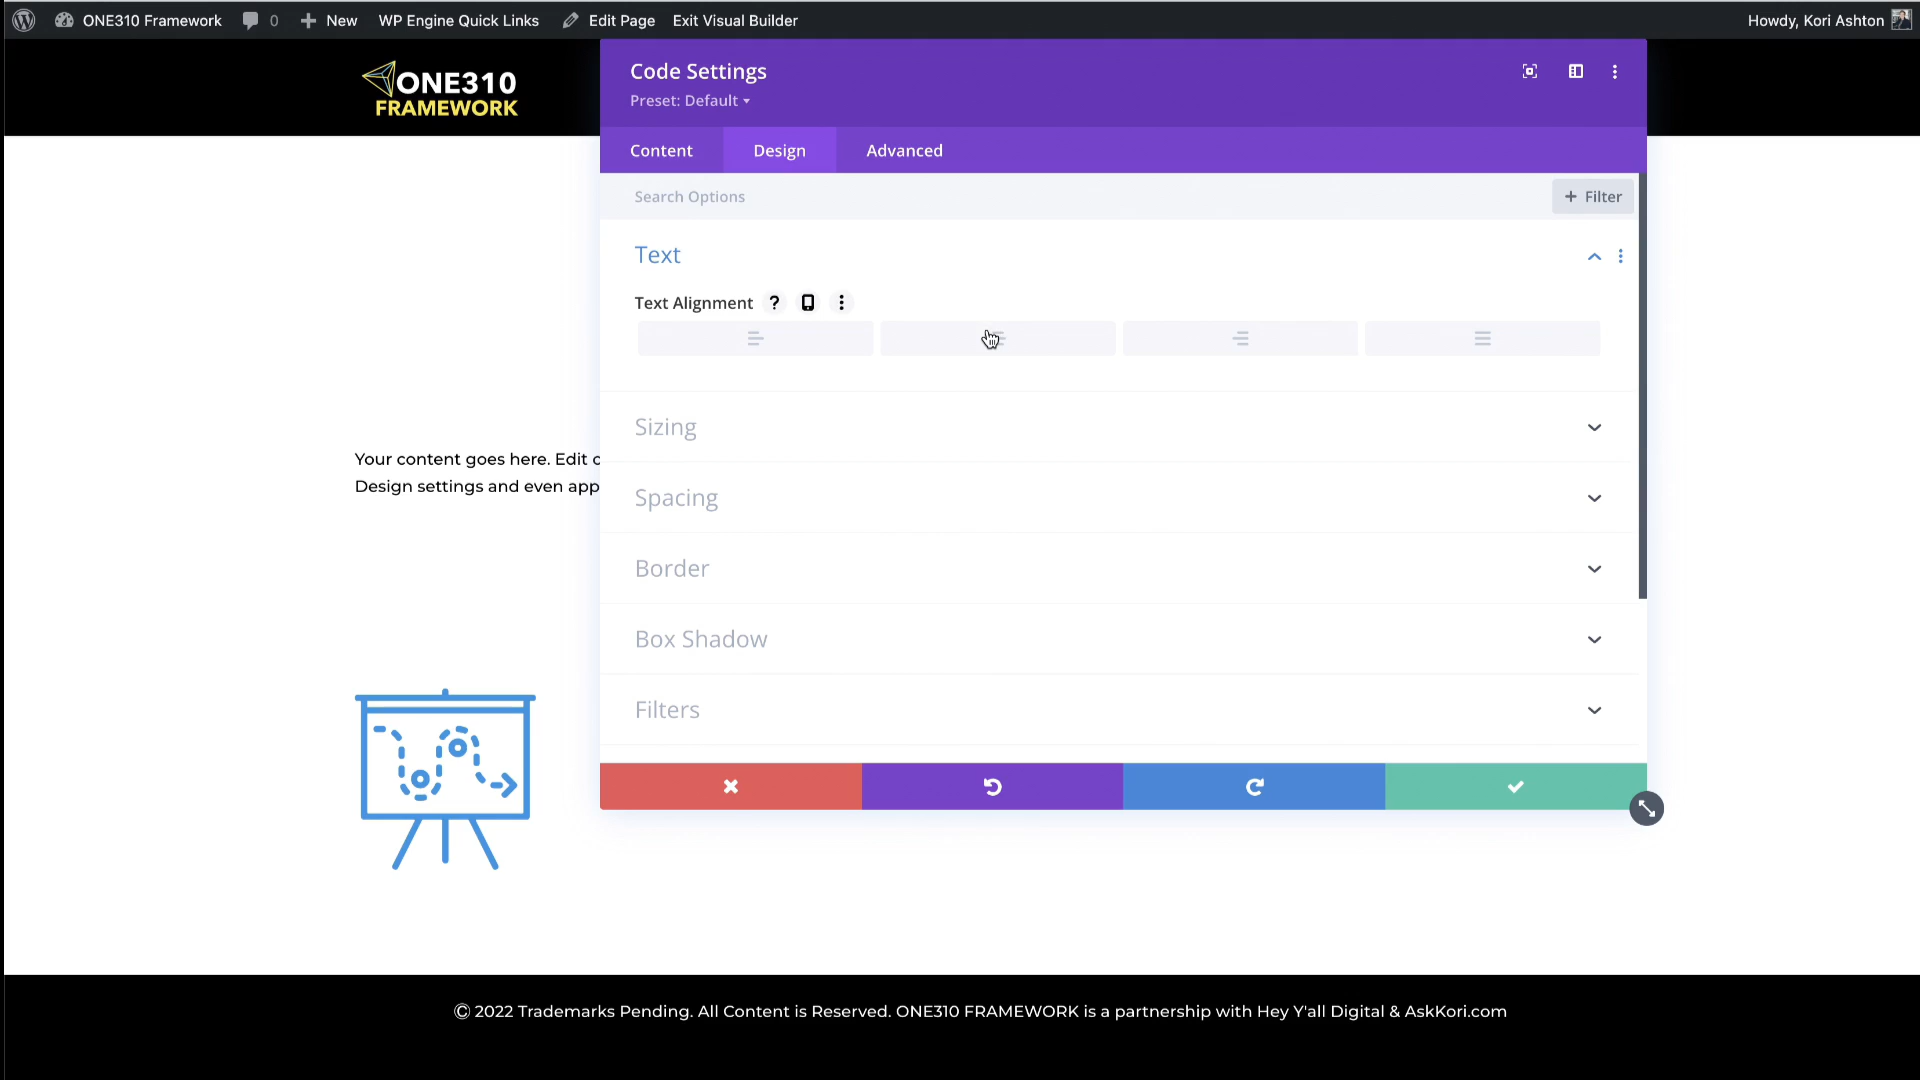 ONE310 Framework 0 New WP Engine Quick Links Edit Page Exit Visual Builder Howdy, Kori Ashton
ONE310
FRAMEWORK
Code Settings
Preset: Default
Content Design Advanced
Search Options + Filter
Text
Text Alignment ?
Sizing
Spacing
Border
Box Shadow
Filters
Your content goes here. Edit
Design settings and even app
© 2022 Trademarks Pending. All Content is Reserved. ONE310 FRAMEWORK is a partnership with Hey Y'all Digital & AskKori.com